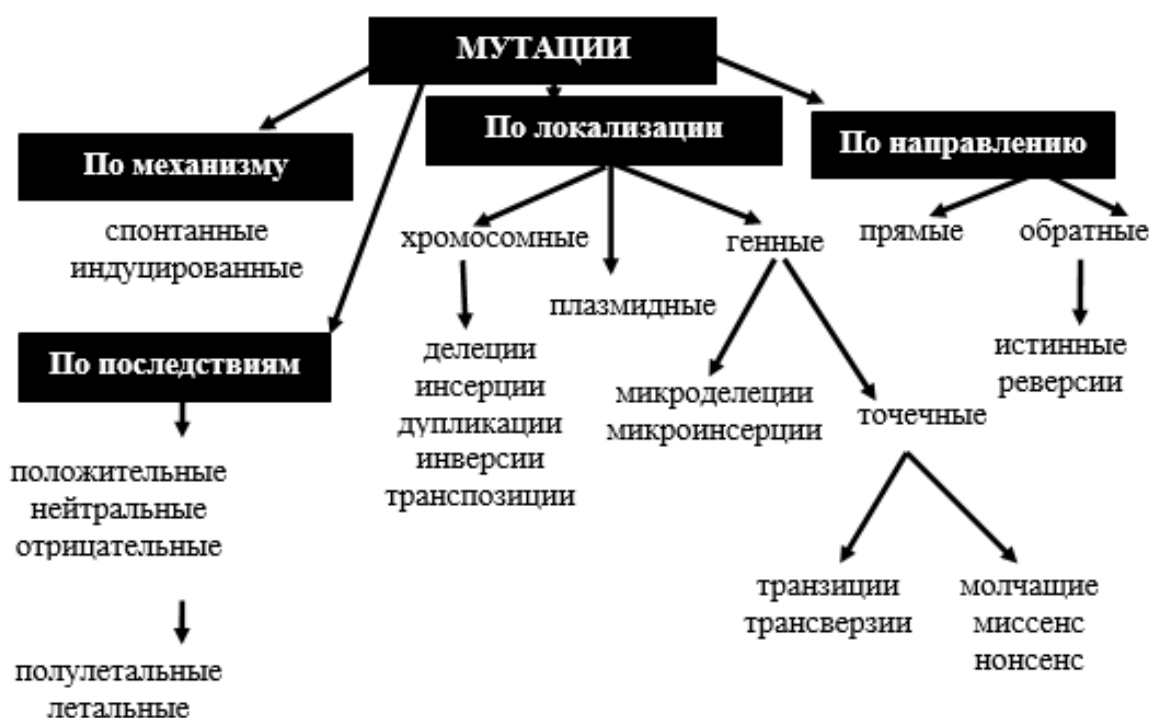 МУТАЦИИ
По механизму
спонтанные
индуцированные
По последствиям
положительные
нейтральные
отрицательные
полулетальные
летальные
По локализации
хромосомные
делеции
инсерции
дупликации
инверсии
транспозиции
плазмидные
генные
микроделеции
микроинсерции
точечные
транзиции
трансверзии
молчащие
миссенс
нонсенс
По направлению
прямые
обратные
истинные
реверсии